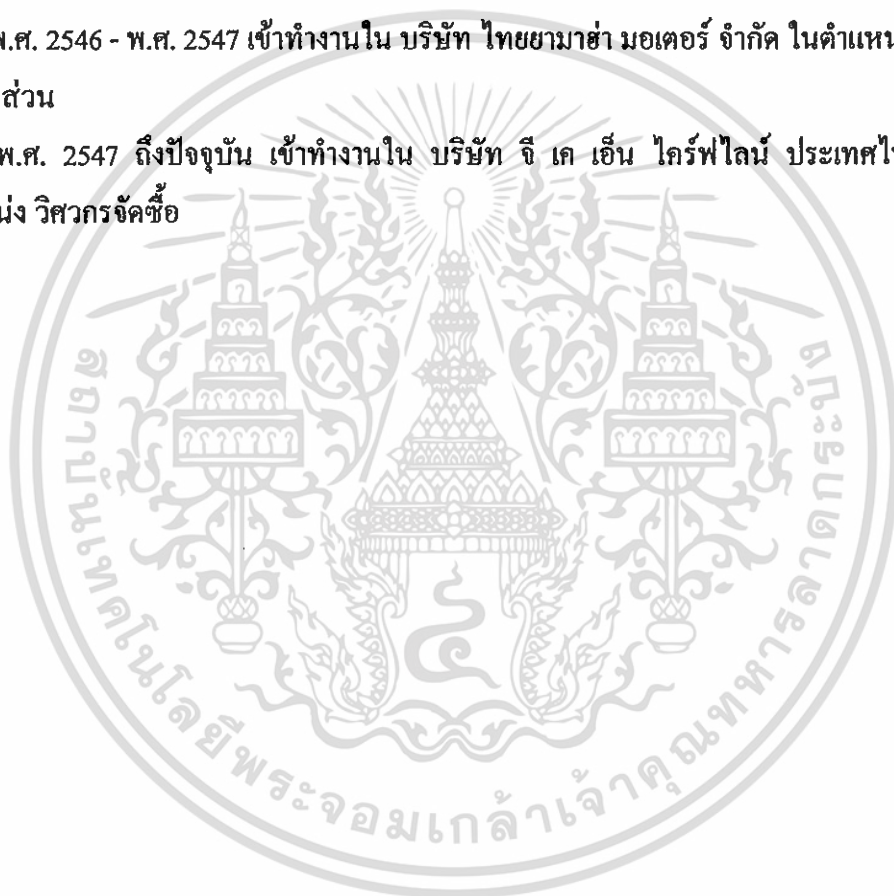 พ.ศ. 2546 - พ.ศ. 2547 เข้าทำงานใน บริษัท ไทยยามาฮ่า มอเตอร์ จำกัด ในตำแหน
ส่วน
พ.ศ. 2547 ถึงปัจจุบัน เข้าทำงานใน บริษัท จี เค เอ็น ไดร์ฟไลน์ ประเทศไ
น่ง วิศวกรจัดซื้อ
สถาบันเทคโนโลยีพระจอมเกล้าเจ้าคุณทหารลาดกระบัง